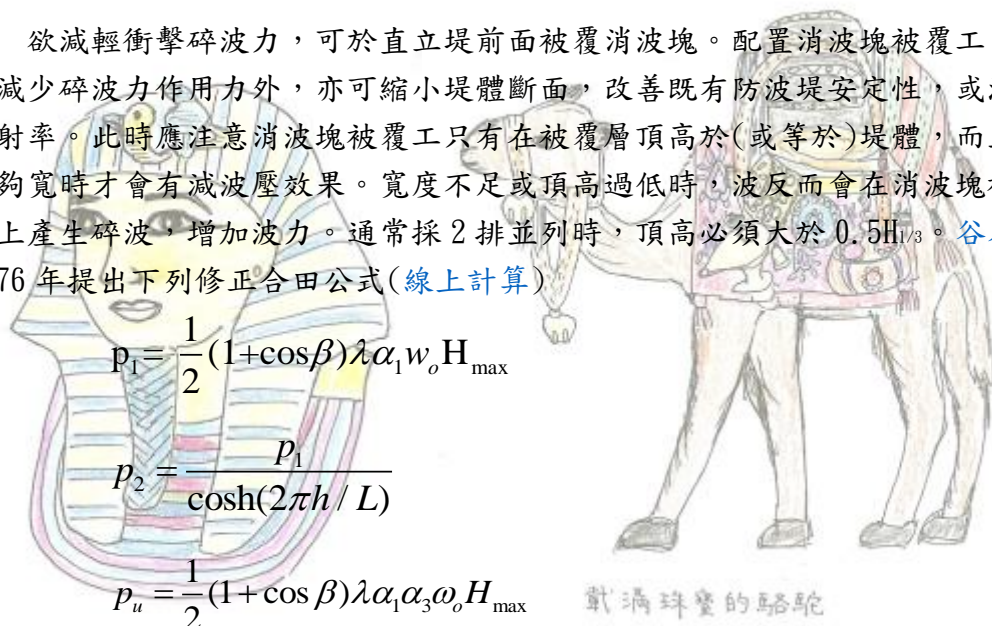 欲減輕衝擊碎波力，可於直立堤前面被覆消波塊。配置消波塊被覆工
減少碎波力作用力外，亦可縮小堤體斷面，改善既有防波堤安定性，或
射率。此時應注意消波塊被覆工只有在被覆層頂高於(或等於)堤體，而
夠寬時才會有減波壓效果。寬度不足或頂高過低時，波反而會在消波塊
上產生碎波，增加波力。通常採 2 排並列時，頂高必須大於 0.5H1/3。谷
76 年提出下列修正合田公式(線上計算)
p₁ = 1/2 (1+cosβ)λα₁wₒHmax
p₂ = p₁ / cosh(2πh / L)
pᵤ = 1/2 (1+cosβ)λα₁α₃ωₒHmax
戴滿珠寶的駱駝